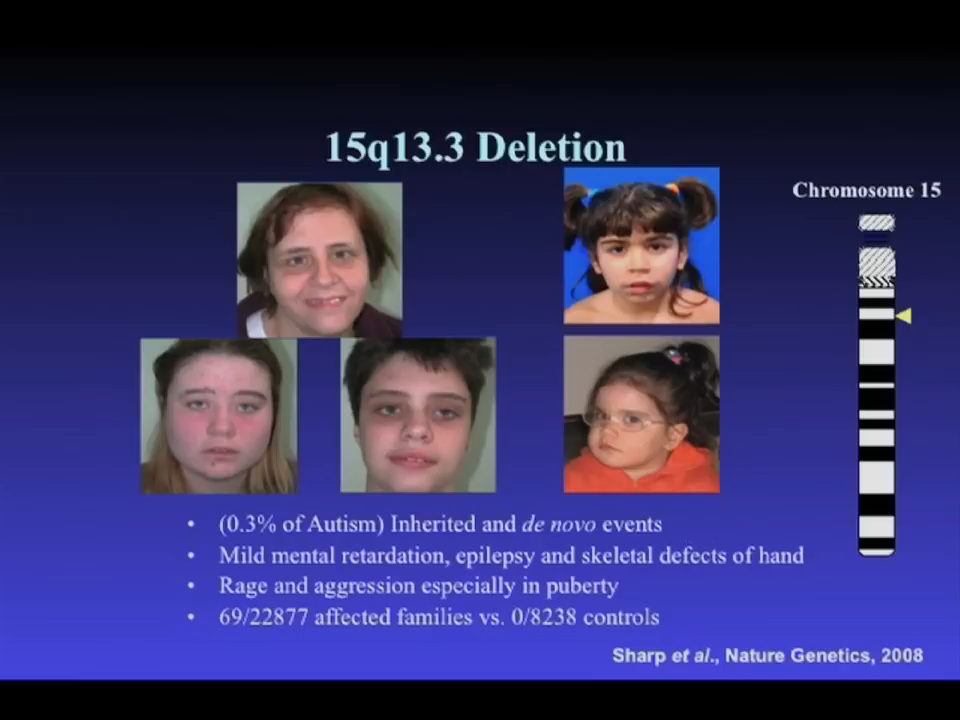 15q13.3 Deletion
Chromosome 15
• (0.3% of Autism) Inherited and de novo events
• Mild mental retardation, epilepsy and skeletal defects of hand
• Rage and aggression especially in puberty
• 69/22877 affected families vs. 0/8238 controls
Sharp et al., Nature Genetics, 2008